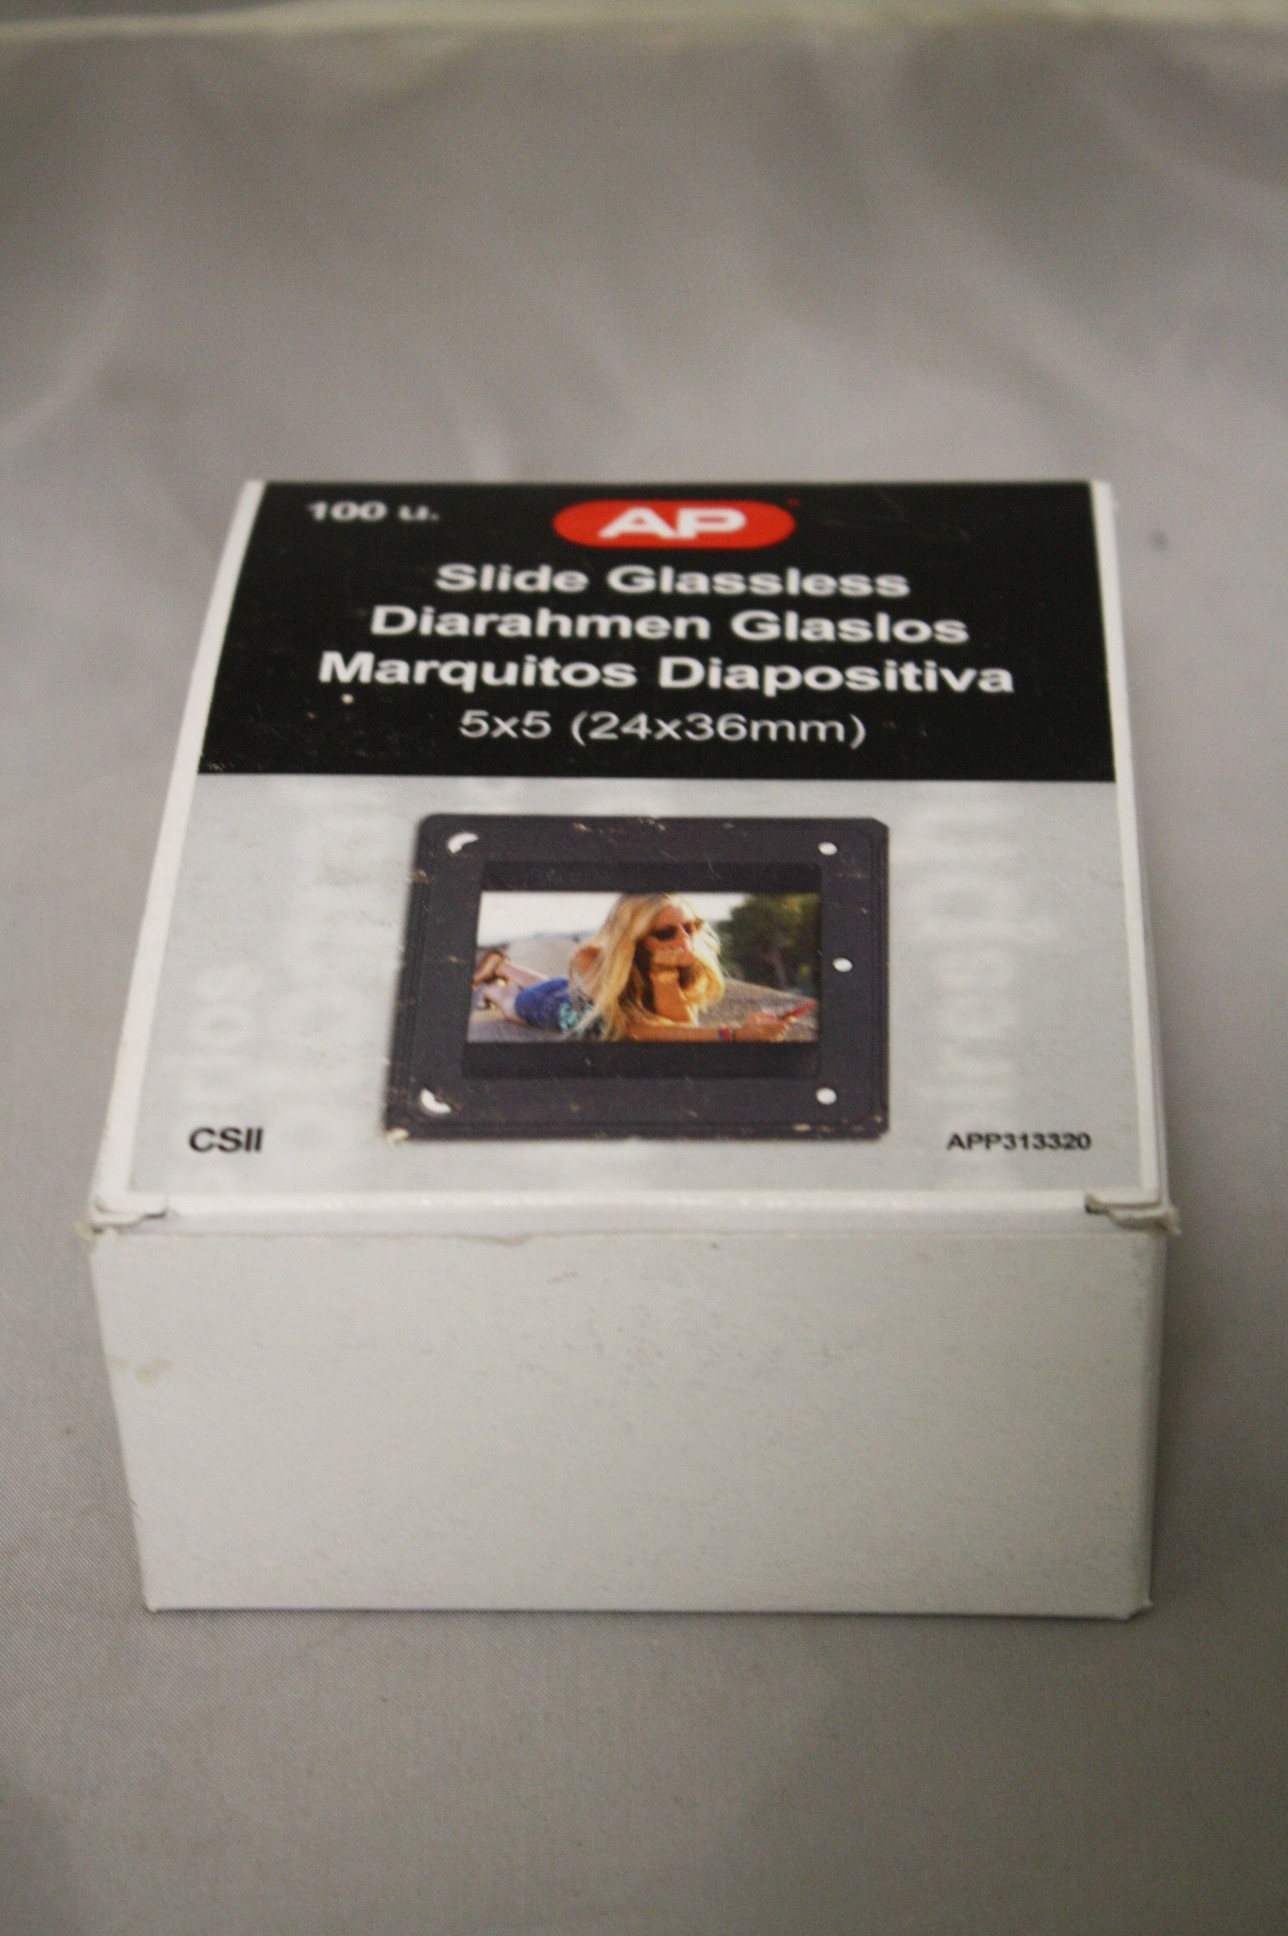 100 u.
AP
Slide Glassless
Diarahmen Glaslos
Marquitos Diapositiva
5x5 (24x36mm)
CSII
APP313320